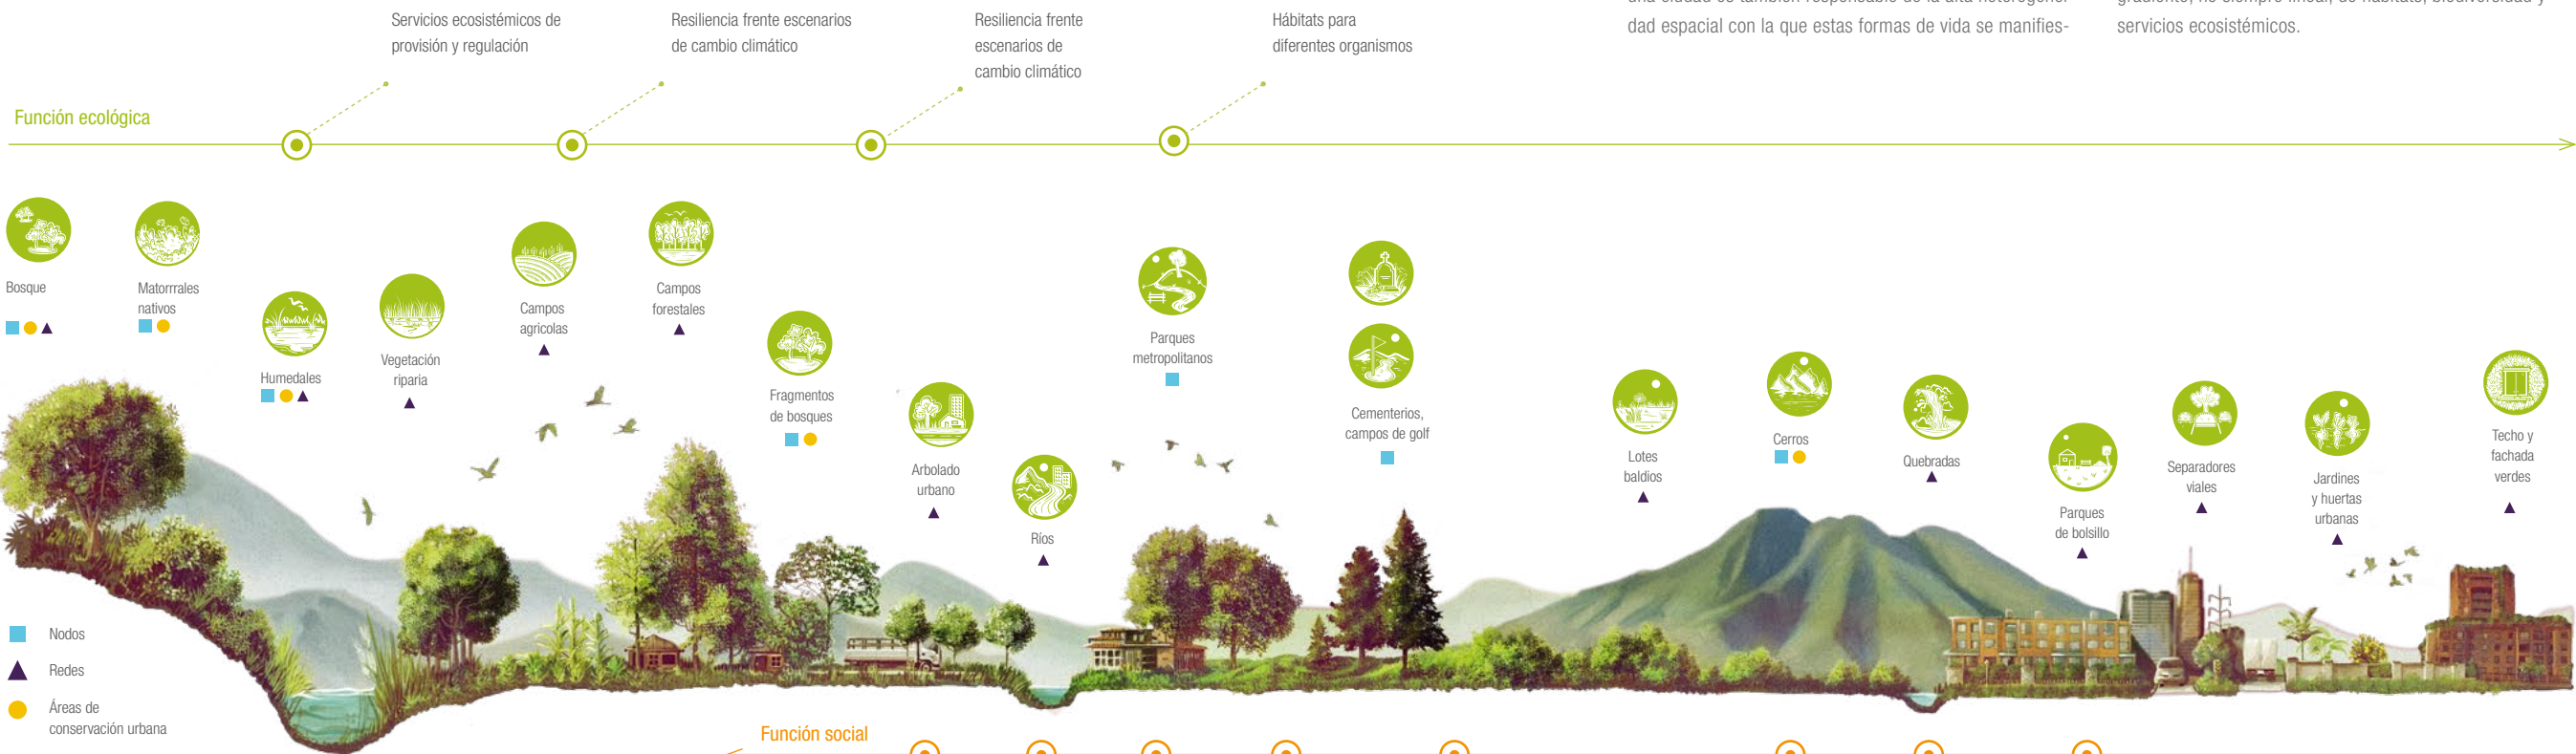 Servicios ecosistémicos de
provisión y regulación
Resiliencia frente escenarios
de cambio climático
Resiliencia frente
escenarios de
cambio climático
Hábitats para
diferentes organismos
dad espacial con la que estas formas de vida se manifies-
servicios ecosistémicos.
Función ecológica
Bosque
Matorrrales
nativos
Humedales
Vegetación
riparia
Campos
agricolas
Campos
forestales
Fragmentos
de bosques
Arbolado
urbano
Ríos
Parques
metropolitanos
Cementerios,
campos de golf
Lotes
baldios
Cerros
Quebradas
Parques
de bolsillo
Separadores
viales
Jardines
y huertas
urbanas
Techo y
fachada
verdes
Nodos
Redes
Áreas de
conservación urbana
Función social